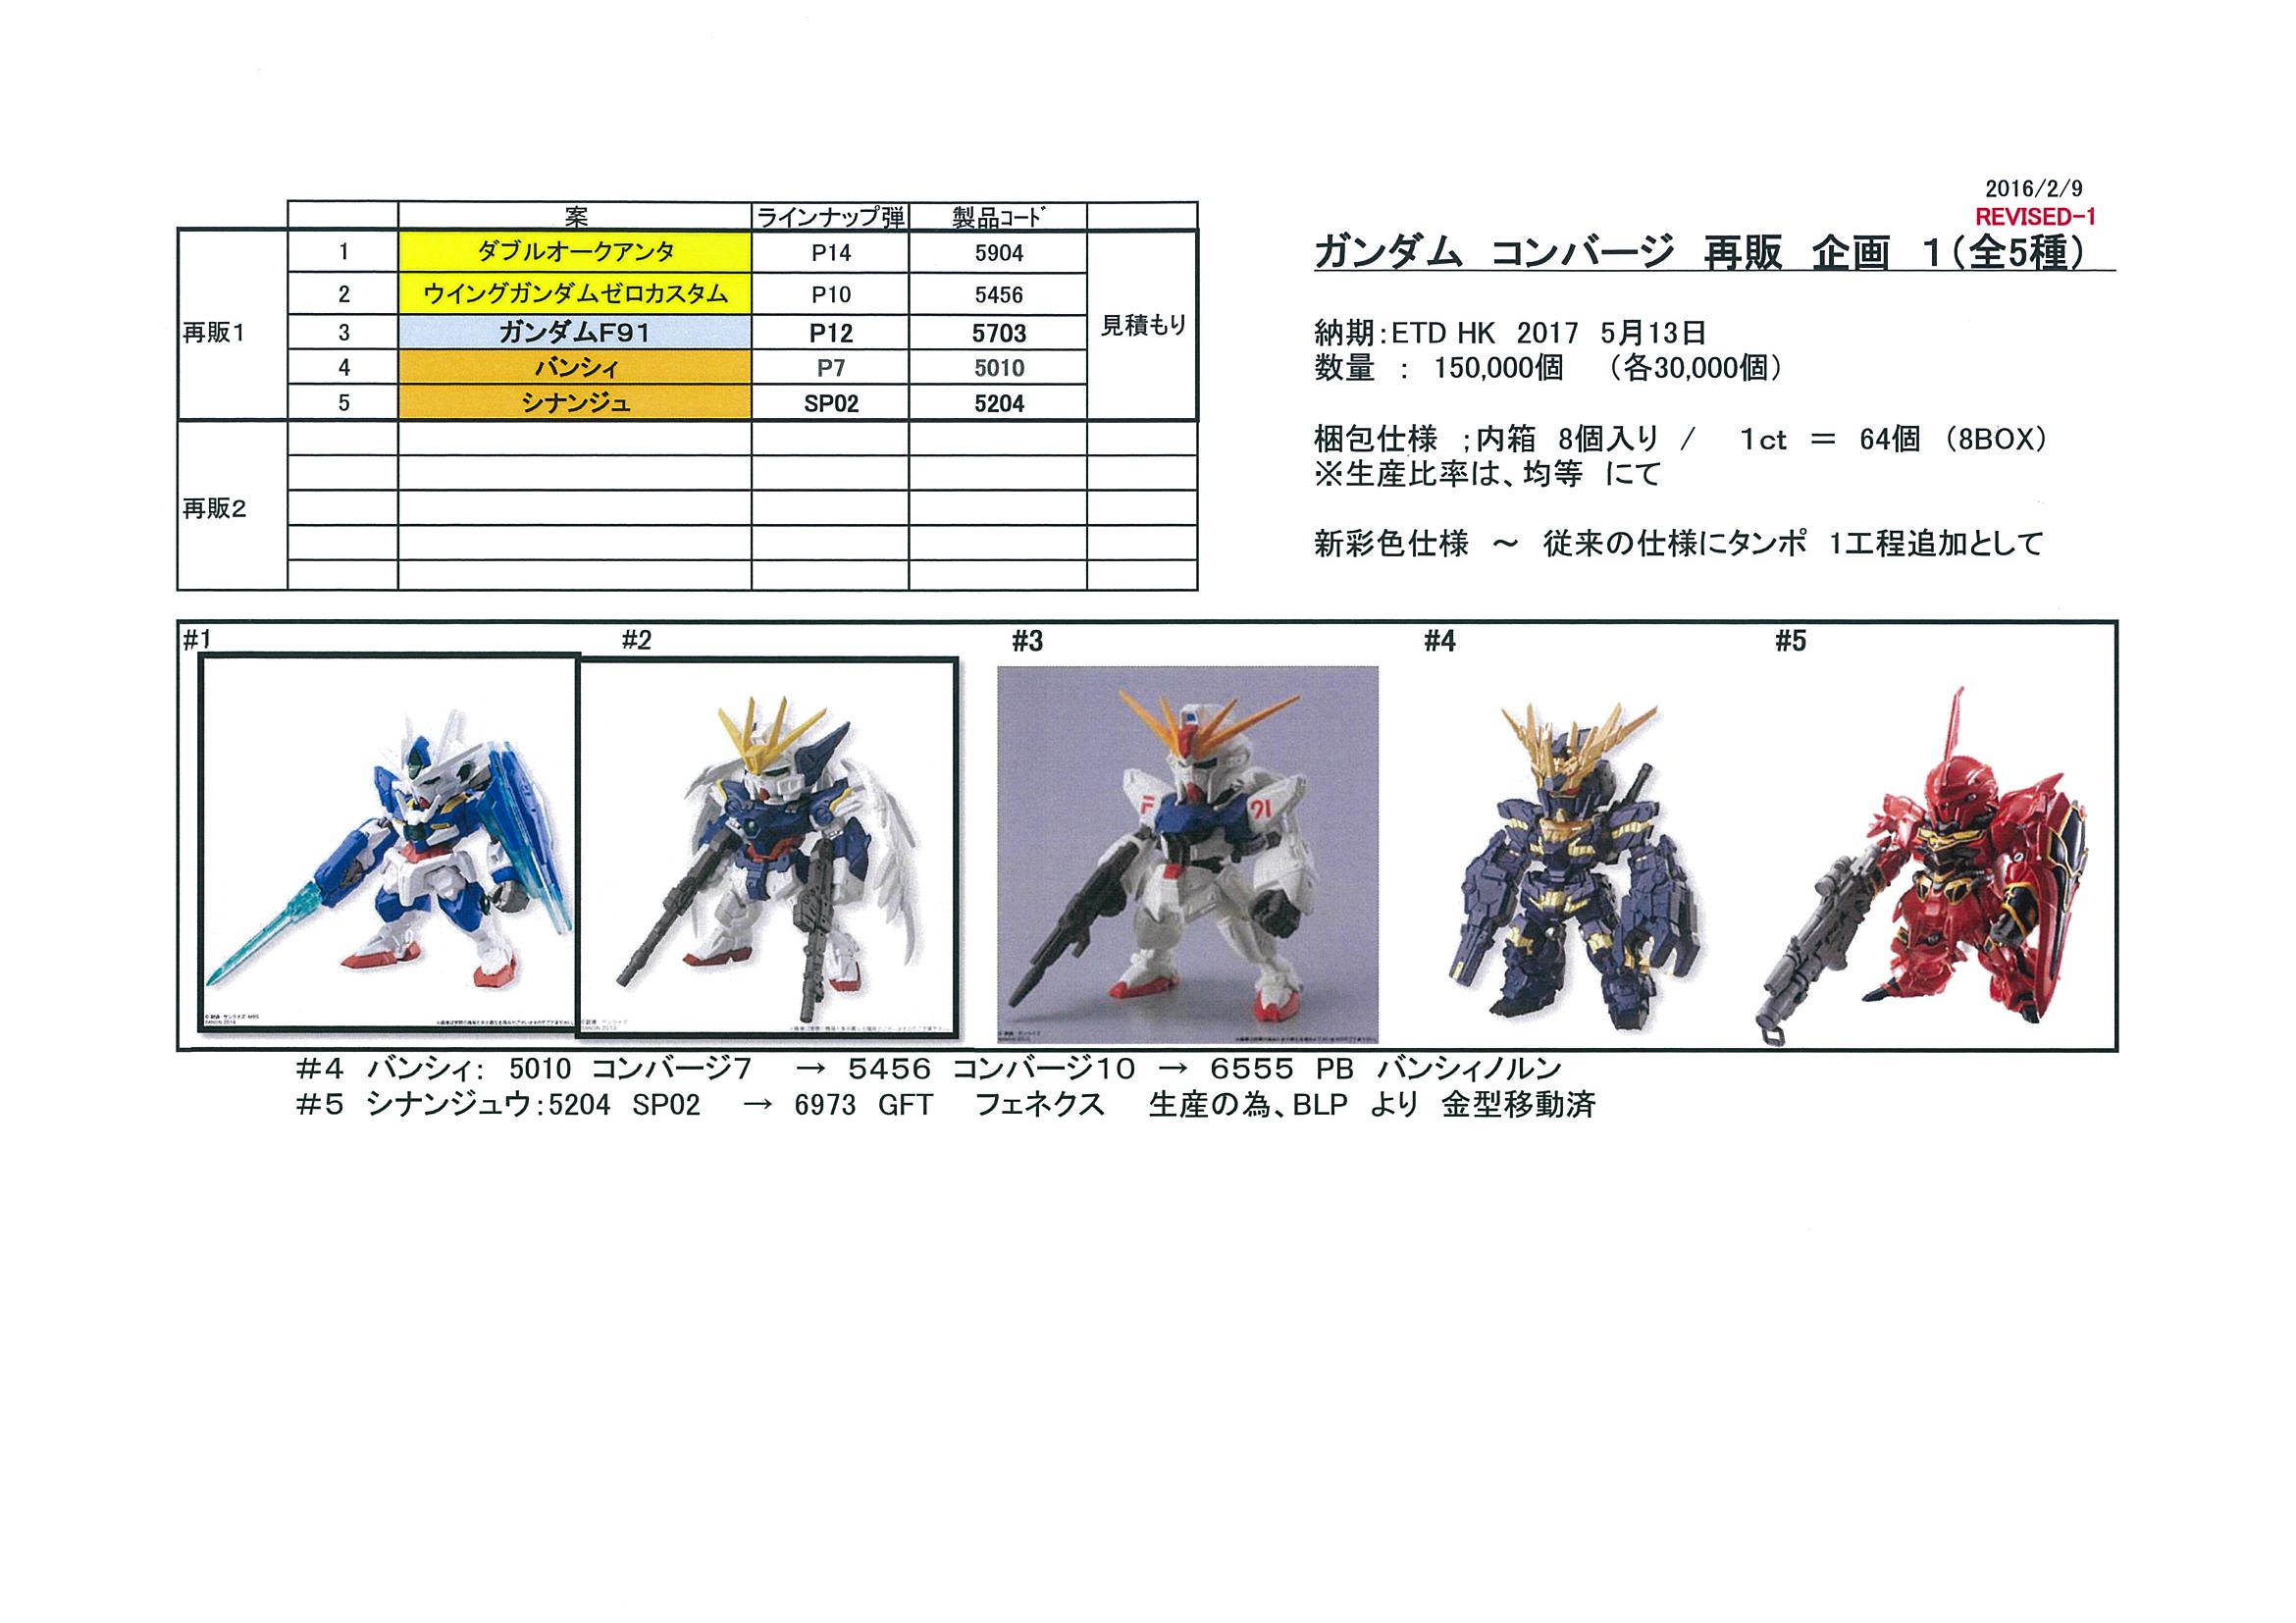 2016/2/9
REVISED-1
ガンダム コンバージ 再販 企画 1(全5種)
案 ラインナップ弾 製品コード
再販1
1 ダブルオークアンタ P14 5904
2 ウイングガンダムゼロカスタム P10 5456
3 ガンダムF91 P12 5703
4 バンシィ P7 5010
5 シナンジュ SP02 5204
見積もり
再販2
納期:ETD HK 2017 5月13日
数量 : 150,000個 (各30,000個)
梱包仕様 ;内箱 8個入り / 1ct = 64個 (8BOX)
※生産比率は、均等 にて
新彩色仕様 ~ 従来の仕様にタンポ 1工程追加として
#1 #2 #3 #4 #5
F 91
#4 バンシィ: 5010 コンバージ7 → 5456 コンバージ10 → 6555 PB バンシィノルン
#5 シナンジュウ:5204 SP02 → 6973 GFT フェネクス 生産の為、BLP より 金型移動済